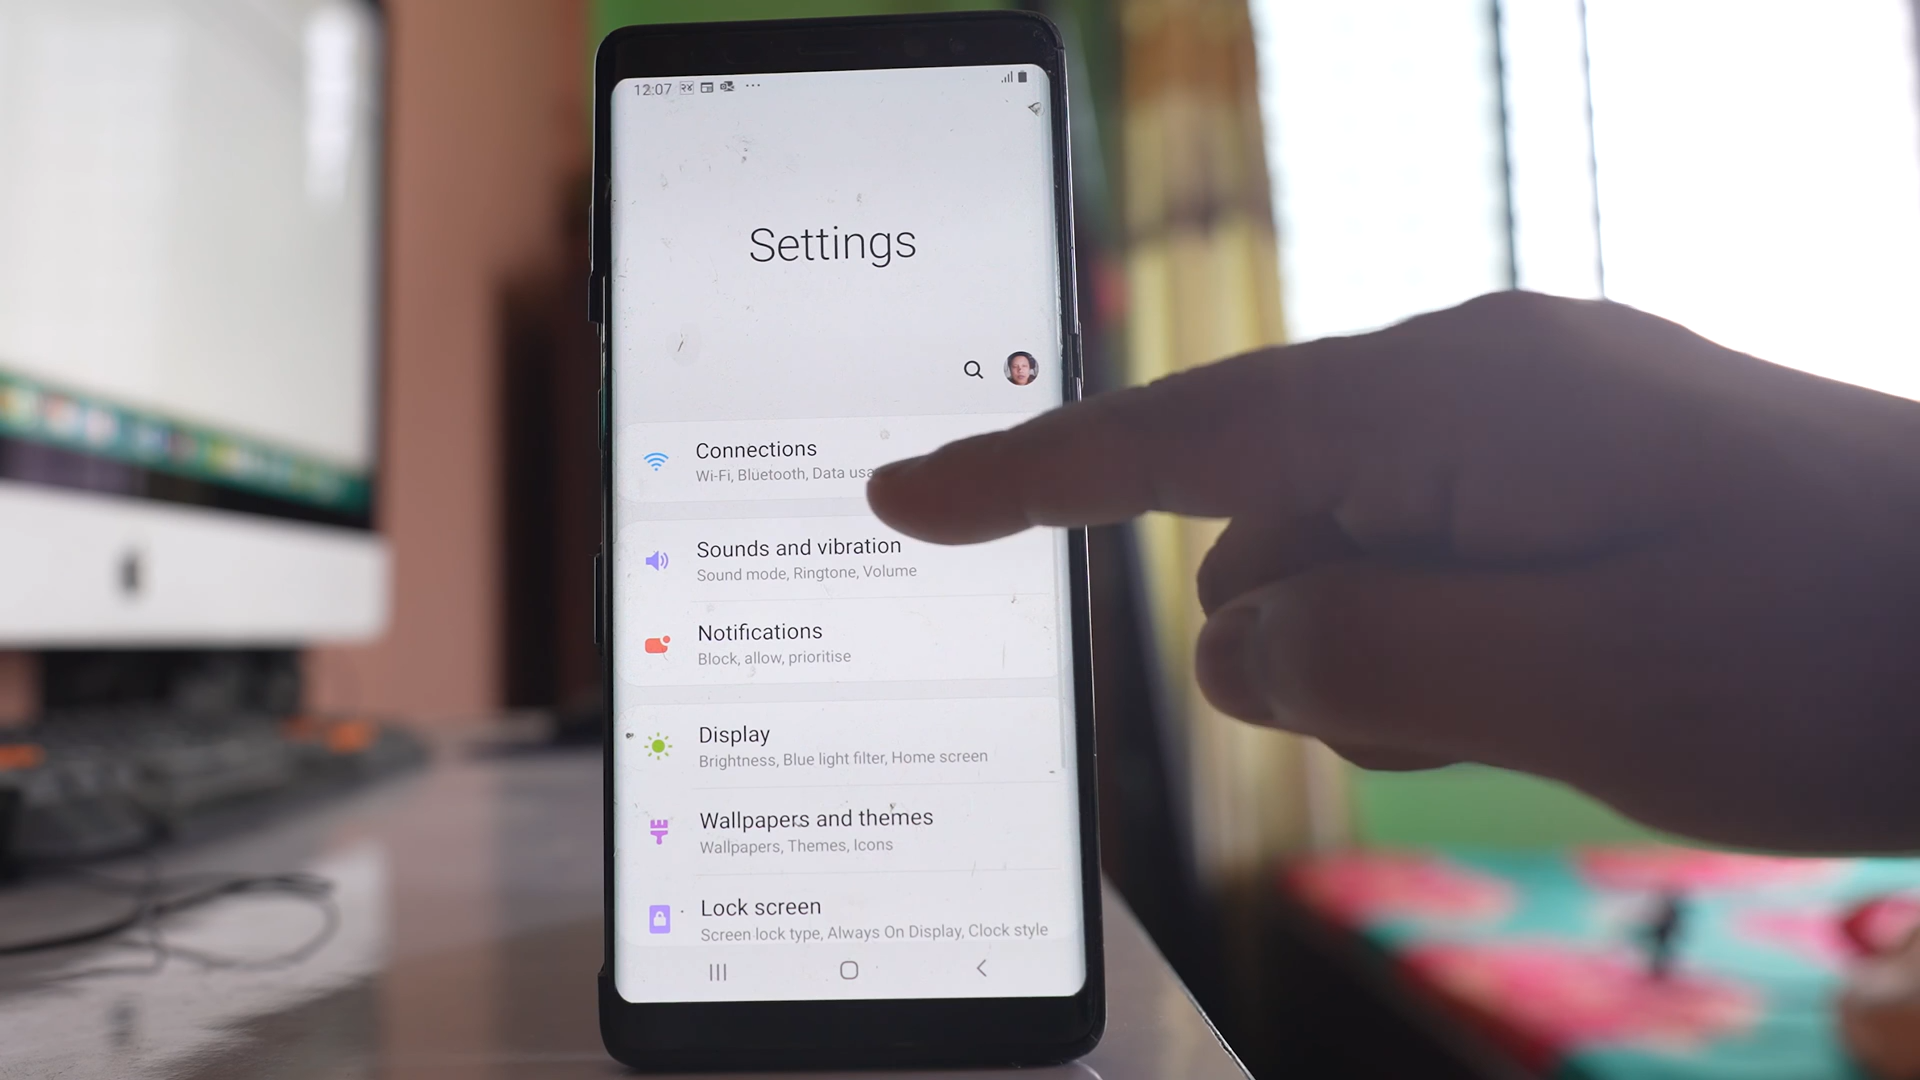 12:07 २४
Settings
Connections
Wi-Fi, Bluetooth, Data
Sounds and vibration
Sound mode, Ringtone, Volume
Notifications
Block, allow, prioritise
Display
Brightness, Blue light filter, Home screen
Wallpapers and themes
Wallpapers, Themes, Icons
Lock screen
Screen lock type, Always On Display, Clock style